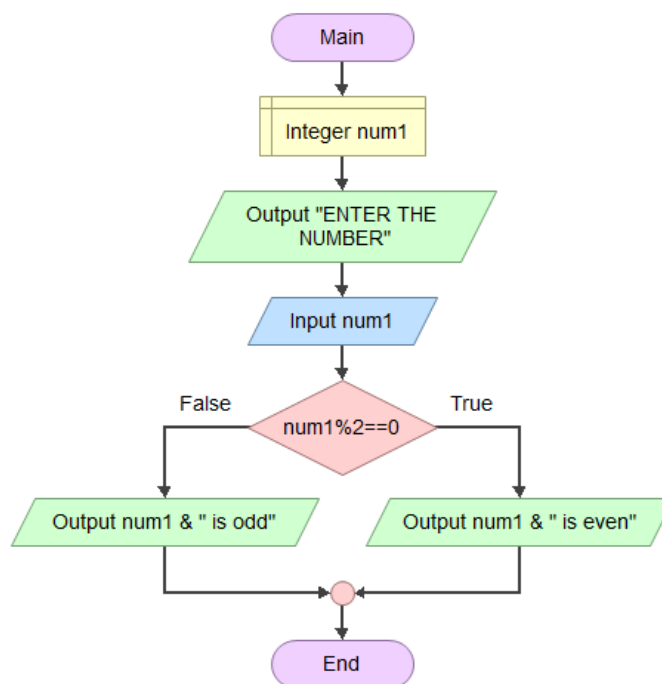 Main
Integer num1
Output "ENTER THE
NUMBER"
Input num1
False
True
num1%2==0
Output num1 & " is odd"
Output num1 & " is even"
End